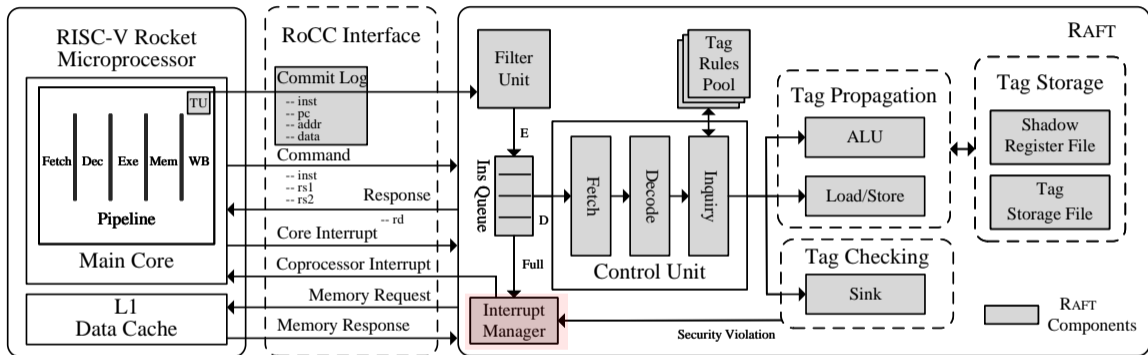 RISC-V Rocket
Microprocessor
TU
Fetch
Dec
Exe
Mem
WB
Pipeline
Main Core
L1
Data Cache
RoCC Interface
Commit Log
-- inst
-- pc
-- addr
-- data
Command
-- inst
-- rs1
-- rs2
Response
-- rd
Core Interrupt
Coprocessor Interrupt
Memory Request
Memory Response
RAFT
Filter
Unit
E
Ins Queue
D
Full
Interrupt
Manager
Tag
Rules
Pool
Fetch
Decode
Inquiry
Control Unit
Tag Propagation
ALU
Load/Store
Tag Checking
Sink
Security Violation
Tag Storage
Shadow
Register File
Tag
Storage File
RAFT
Components